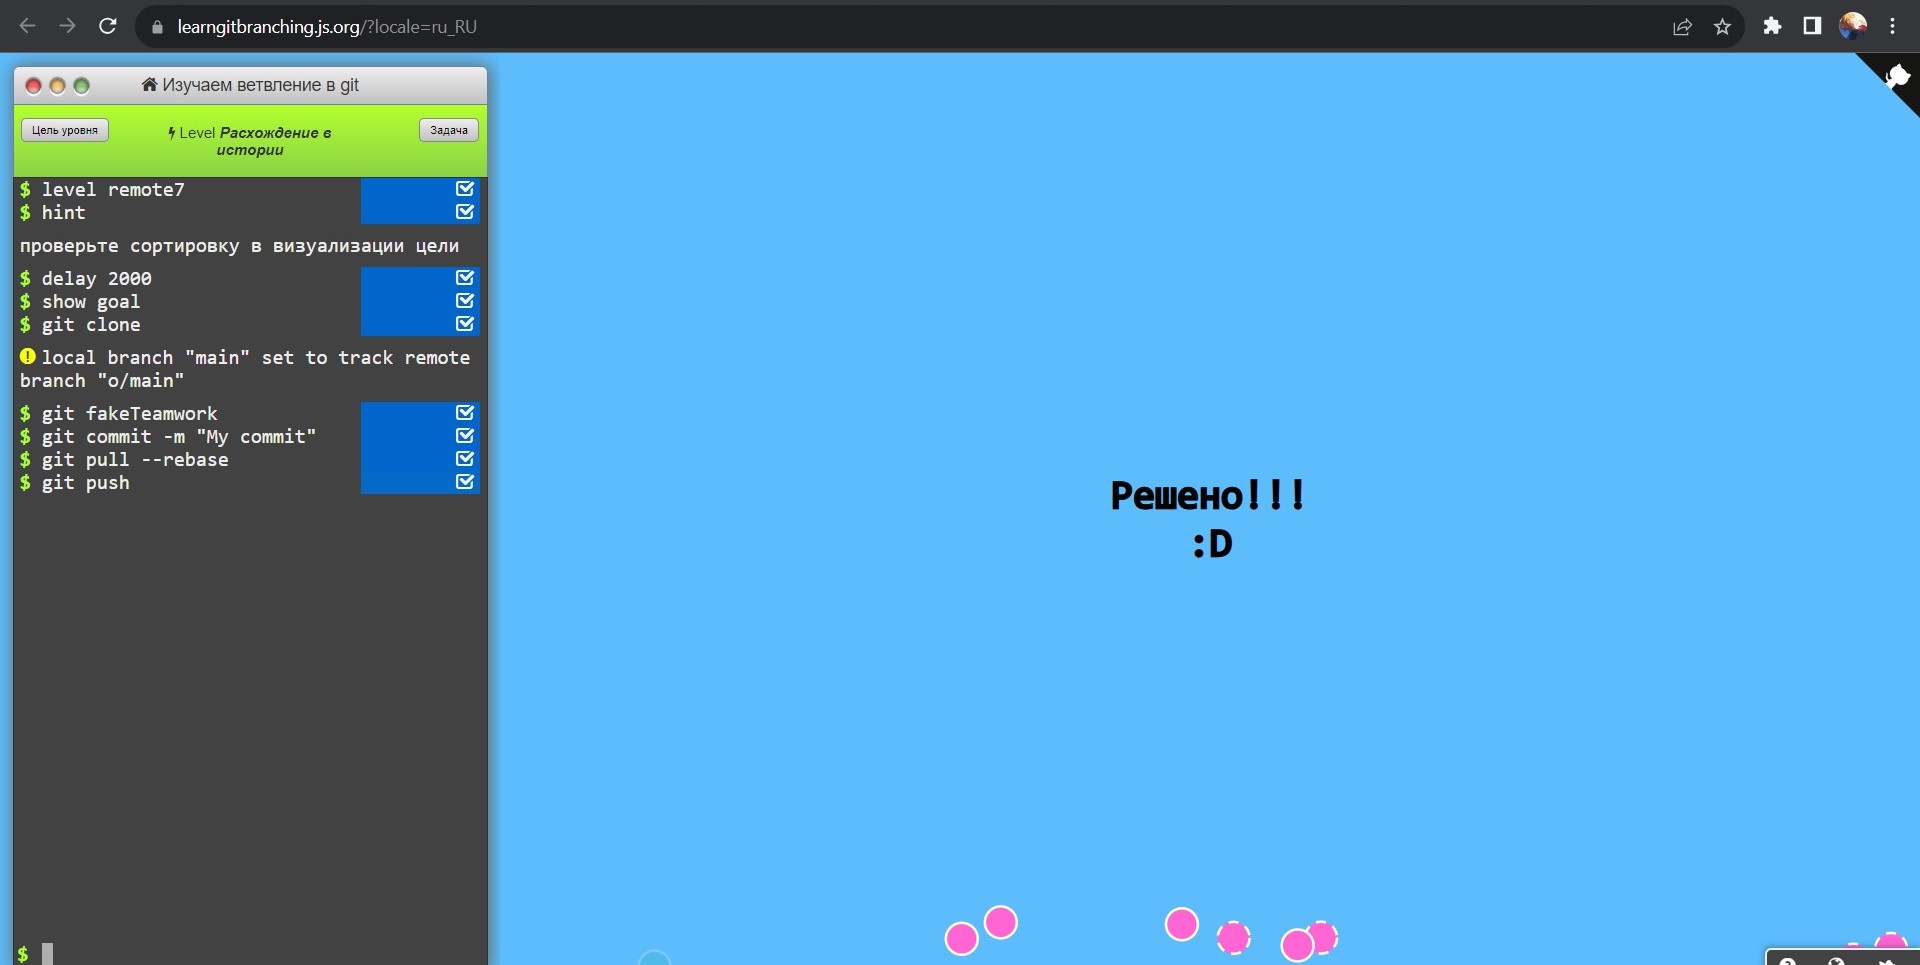 learngitbranching.js.org/?locale=ru_RU
Изучаем ветвление в git
Цель уровня
Level Расхождение в
истории
Задача
$ level remote7
$ hint
проверьте сортировку в визуализации цели
$ delay 2000
$ show goal
$ git clone
local branch "main" set to track remote
branch "o/main"
$ git fakeTeamwork
$ git commit -m "My commit"
$ git pull --rebase
$ git push
$
Решено!!!
:D